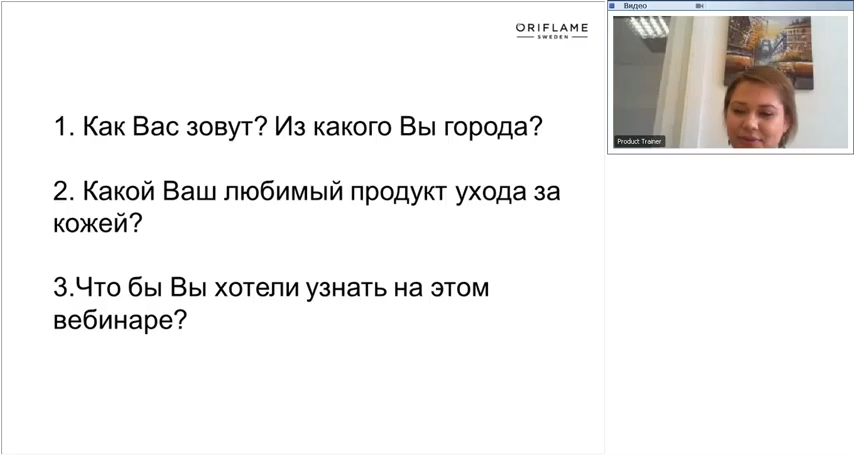 ORIFLAME
SWEDEN
1. Как Вас зовут? Из какого Вы города?
2. Какой Ваш любимый продукт ухода за
кожей?
3.Что бы Вы хотели узнать на этом
вебинаре?
Видео
Product Trainer